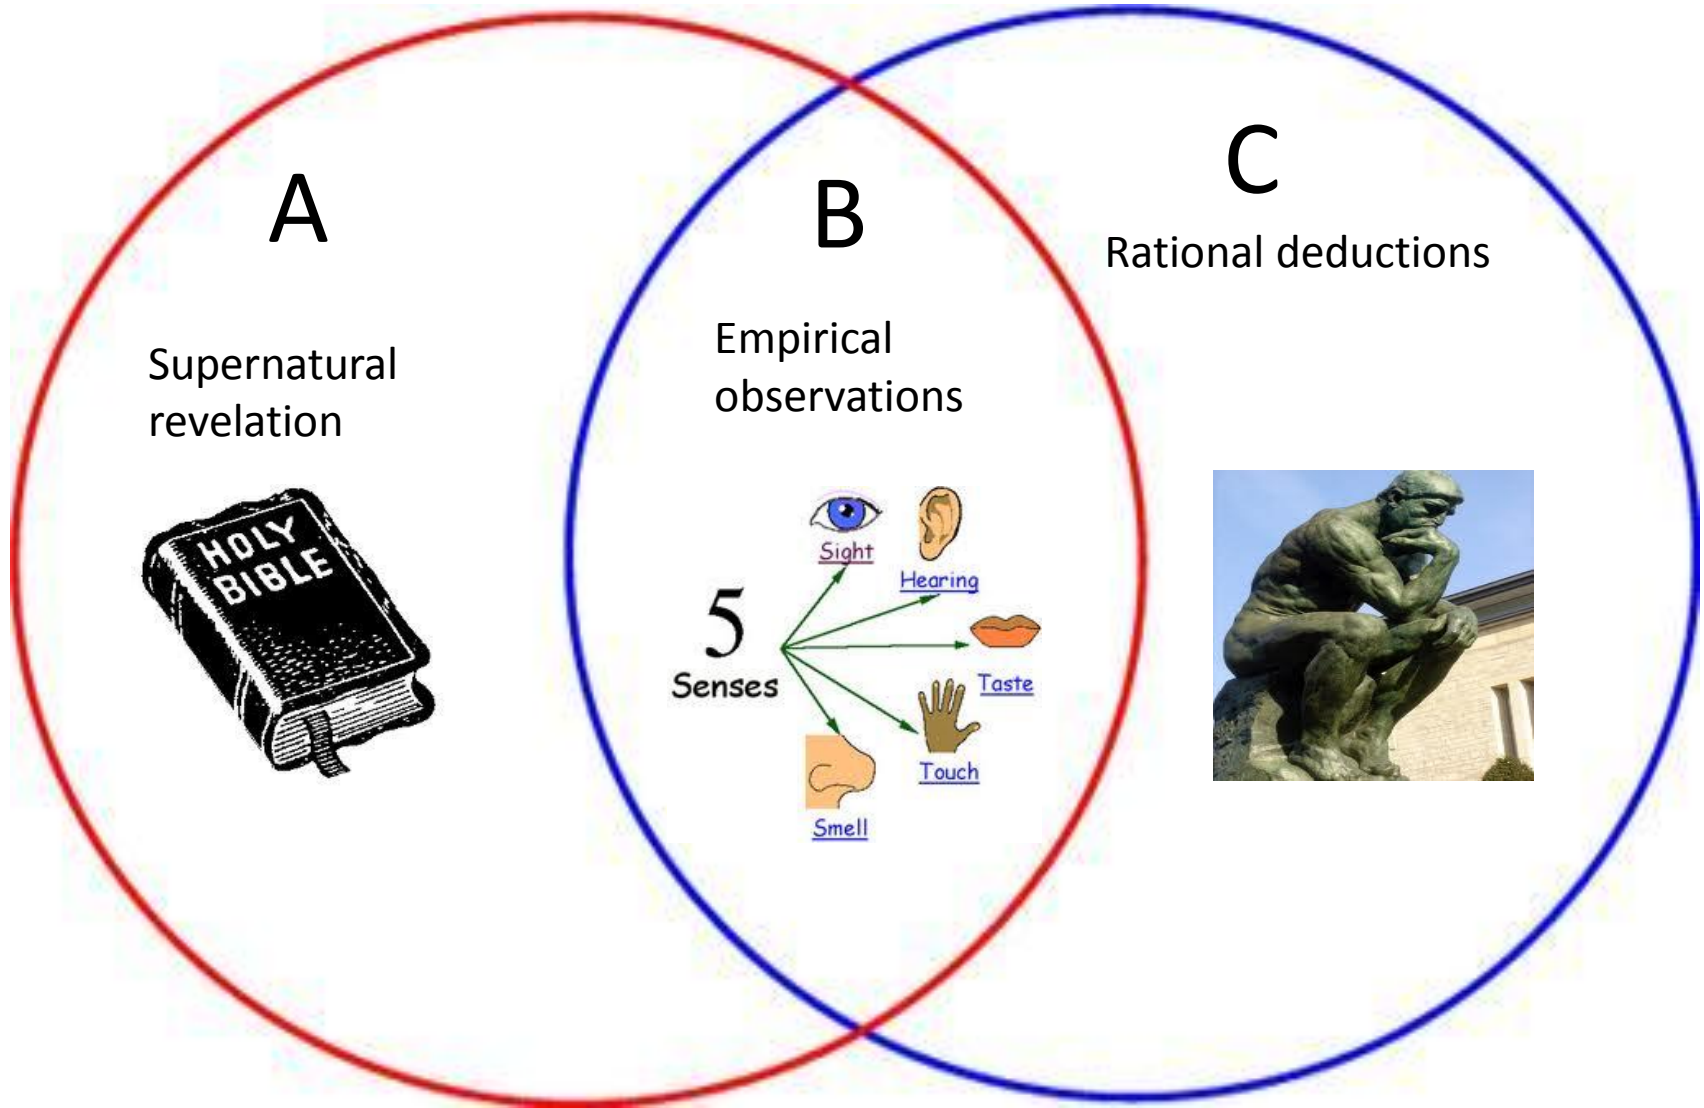 A
B
C
Rational deductions
Supernatural
revelation
Empirical
observations
HOLY
BIBLE
5
Senses
Sight
Hearing
Taste
Touch
Smell